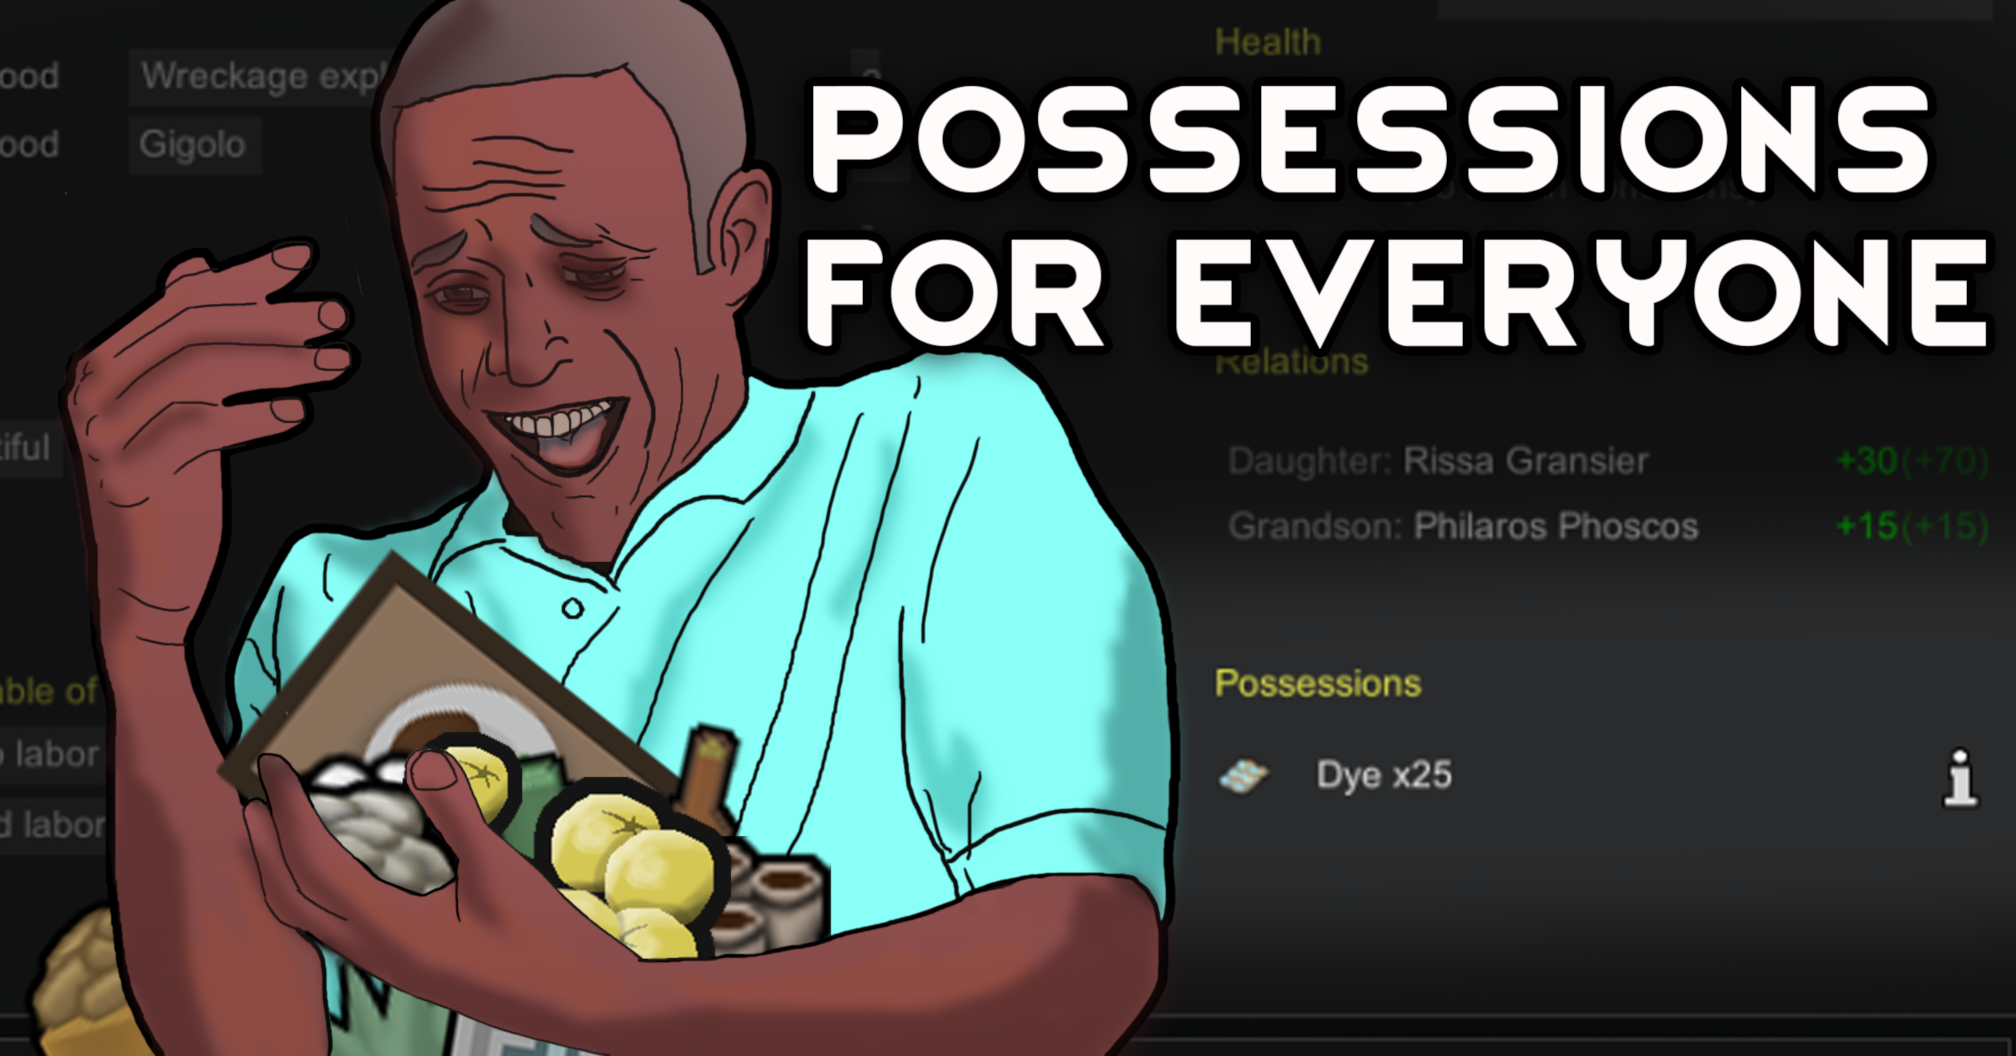 Health
ood Wreckage expl
ood Gigolo
POSSESSIONS
FOR EVERYONE
Relations
tiful
Daughter: Rissa Gransier +30(+70)
Grandson: Philaros Phoscos +15(+15)
able of
Possessions
labor
Dye x25
d labor